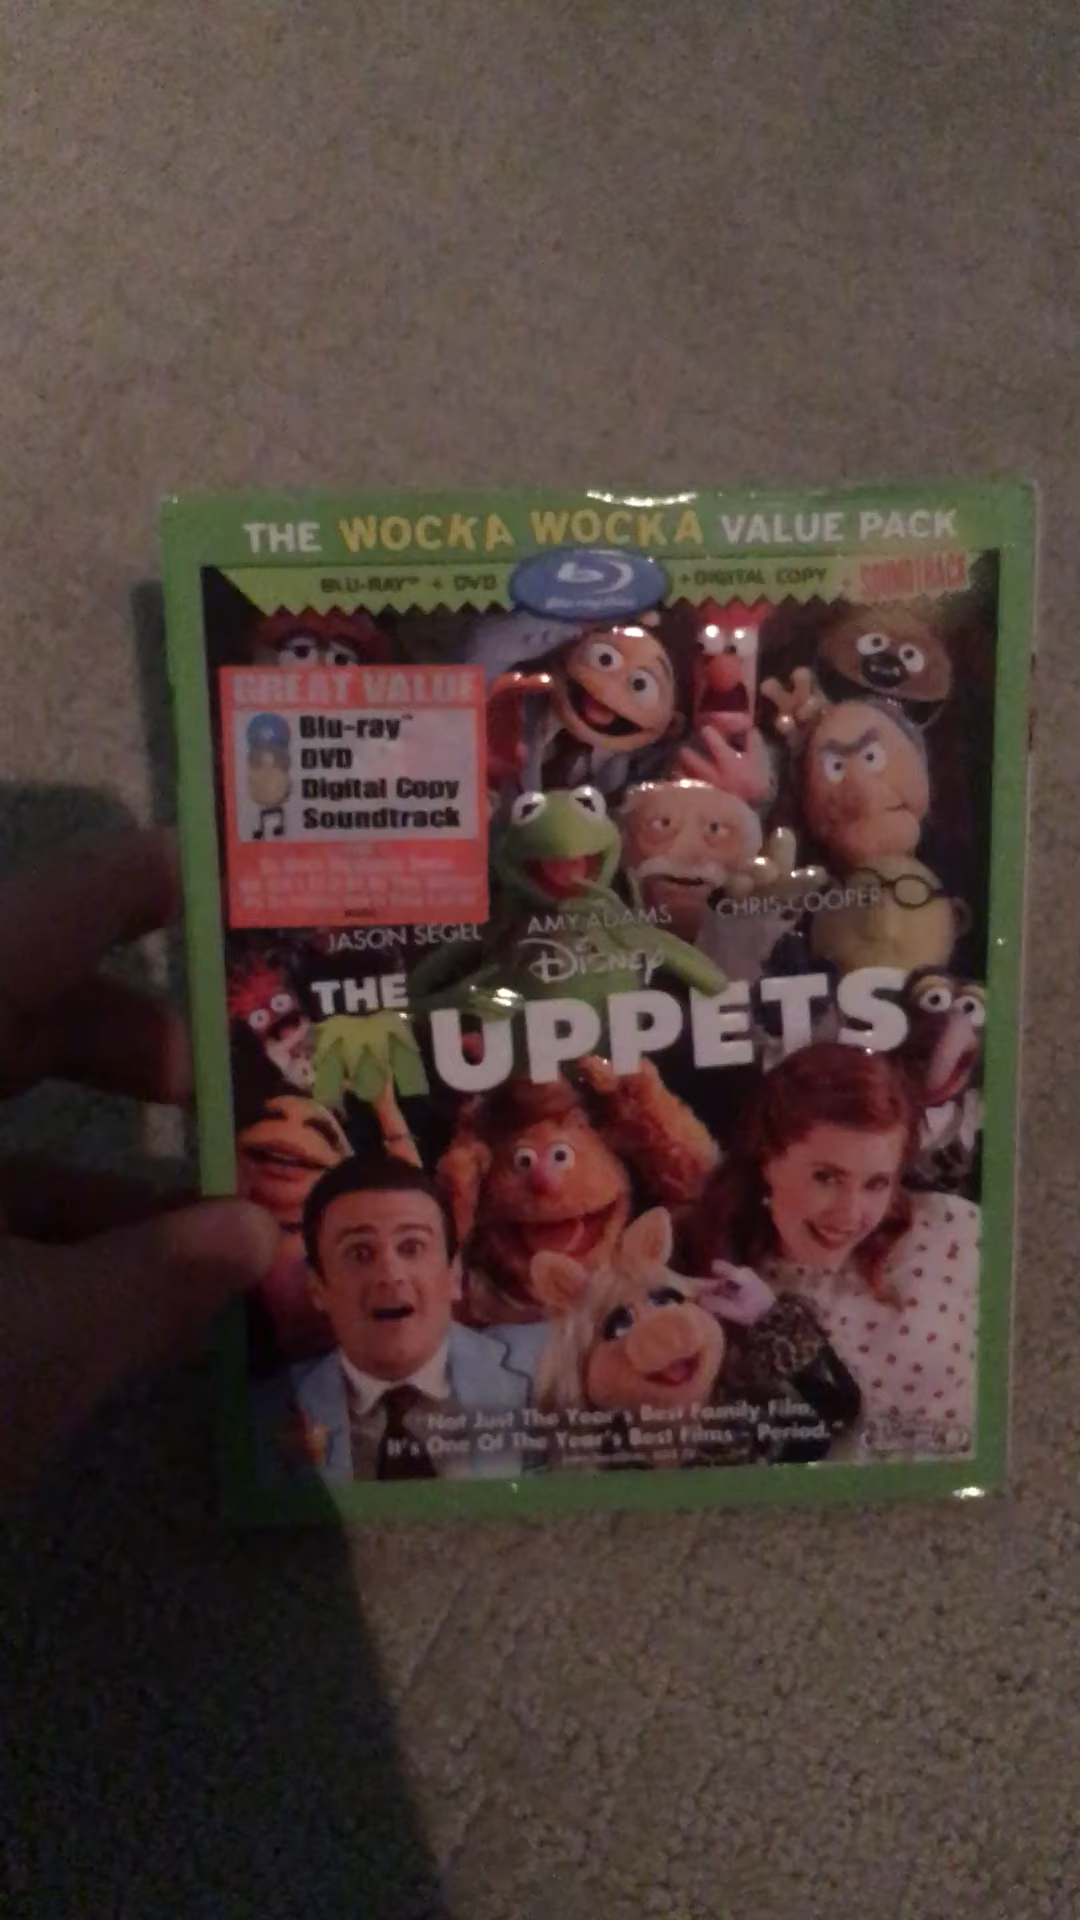 THE WOCKA WOCKA VALUE PACK
BLU-RAY™ + DVD + DIGITAL COPY + SOUNDTRACK
GREAT VALUE
Blu-ray™
DVD
Digital Copy
Soundtrack
JASON SEGEL AMY ADAMS CHRIS COOPER
DISNEY
THE
MUPPETS
"Not Just The Year's Best Family Film,
It's One Of The Year's Best Films - Period."